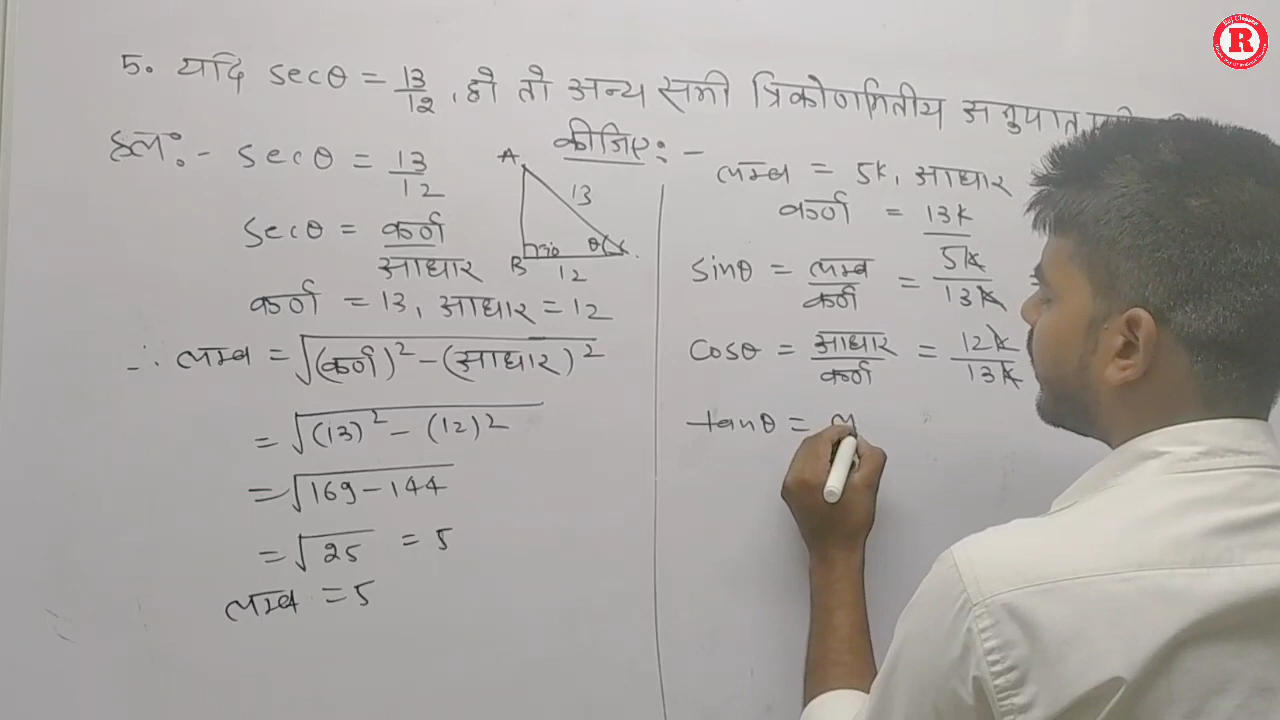 5. यदि secθ = 13/12, हो तो अन्य सभी त्रिकोणमितीय अनुपात
कीजिए:-
हल:- secθ = 13/12
secθ = कर्ण/आधार
कर्ण = 13, आधार = 12
∴ लम्ब = √(कर्ण)² - (आधार)²
= √(13)² - (12)²
= √169 - 144
= √25 = 5
लम्ब = 5
A
13
B 90 θ
12
लम्ब = 5k, आधार
कर्ण = 13k
sinθ = लम्ब/कर्ण = 5k/13k
cosθ = आधार/कर्ण = 12k/13k
tanθ =
R